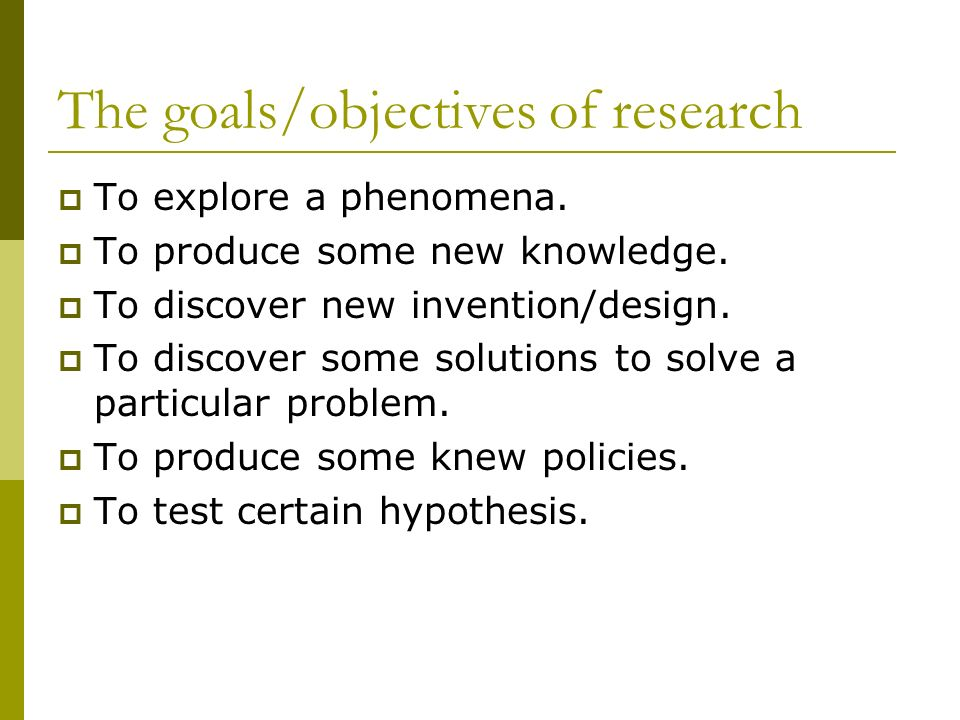 The goals/objectives of research
To explore a phenomena.
To produce some new knowledge.
To discover new invention/design.
To discover some solutions to solve a
particular problem.
To produce some knew policies.
To test certain hypothesis.